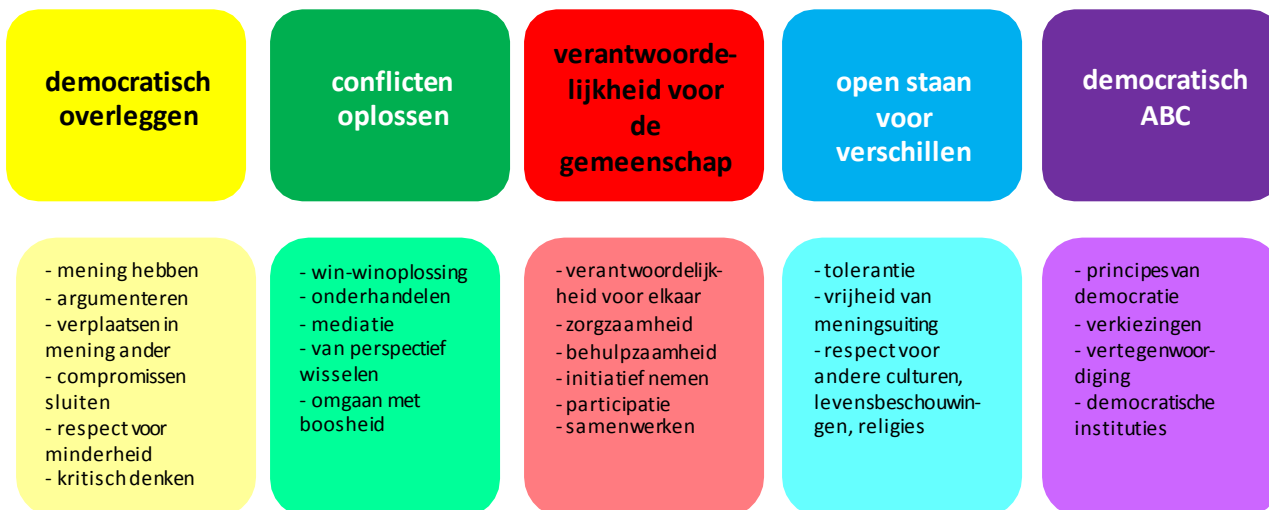 democratisch
overleggen
conflicten
oplossen
verantwoorde-
lijkheid voor
de
gemeenschap
open staan
voor
verschillen
democratisch
ABC
- mening hebben
- argumenteren
- verplaatsen in
mening ander
- compromissen
sluiten
- respect voor
minderheid
- kritisch denken
- win-winoplossing
- onderhandelen
- mediatie
- van perspectief
wisselen
- omgaan met
boosheid
- verantwoordelijk-
heid voor elkaar
- zorgzaamheid
- behulpzaamheid
- initiatief nemen
- participatie
- samenwerken
- tolerantie
- vrijheid van
meningsuiting
- respect voor
andere culturen,
levensbeschouwin-
gen, religies
- principes van
democratie
- verkiezingen
- vertegenwoor-
diging
- democratische
instituties